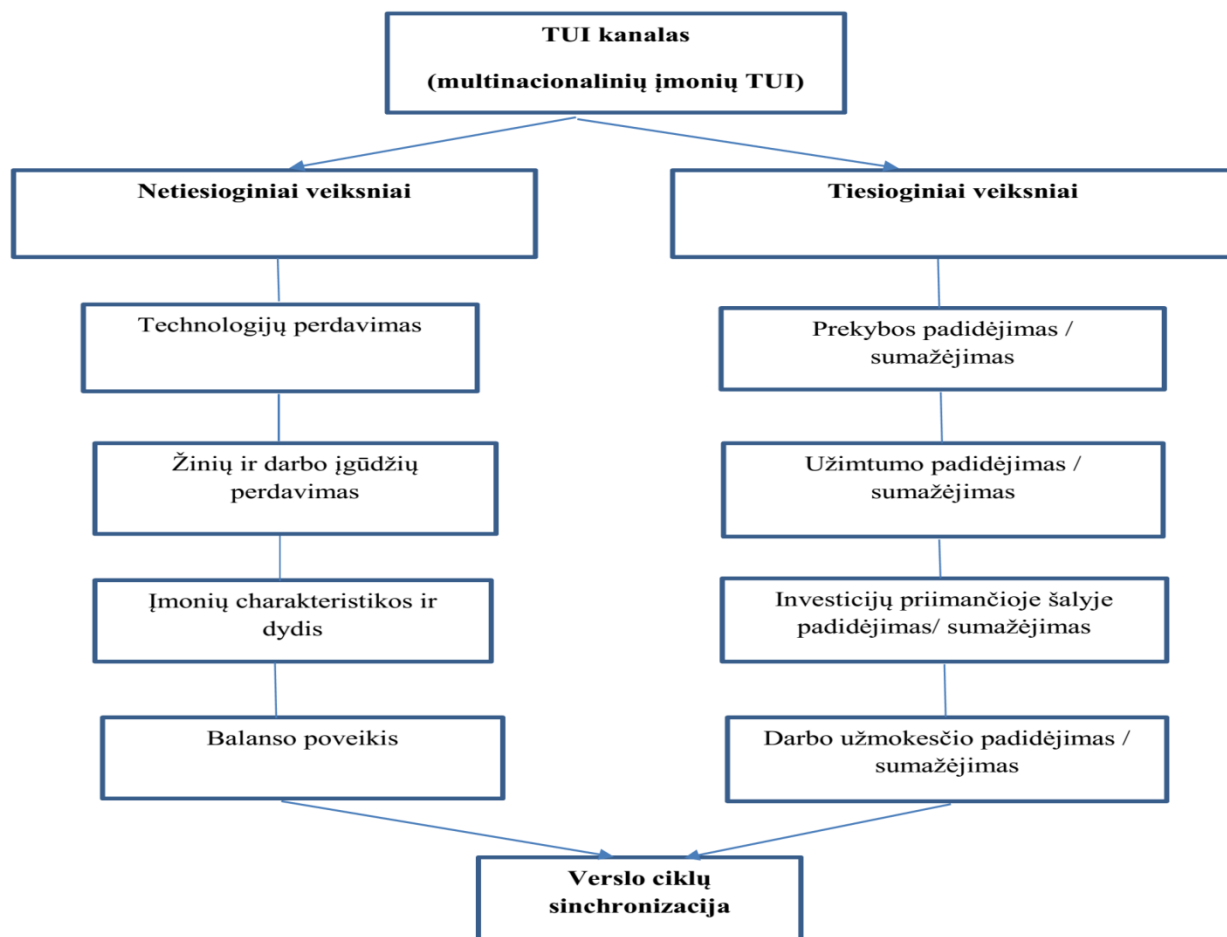 TUI kanalas
(multinacionalinių įmonių TUI)
Netiesioginiai veiksniai
Tiesioginiai veiksniai
Technologijų perdavimas
Prekybos padidėjimas /
sumažėjimas
Žinių ir darbo įgūdžių
perdavimas
Užimtumo padidėjimas /
sumažėjimas
Įmonių charakteristikos ir
dydis
Investicijų priimančioje šalyje
padidėjimas/ sumažėjimas
Balanso poveikis
Darbo užmokesčio padidėjimas /
sumažėjimas
Verslo ciklų
sinchronizacija